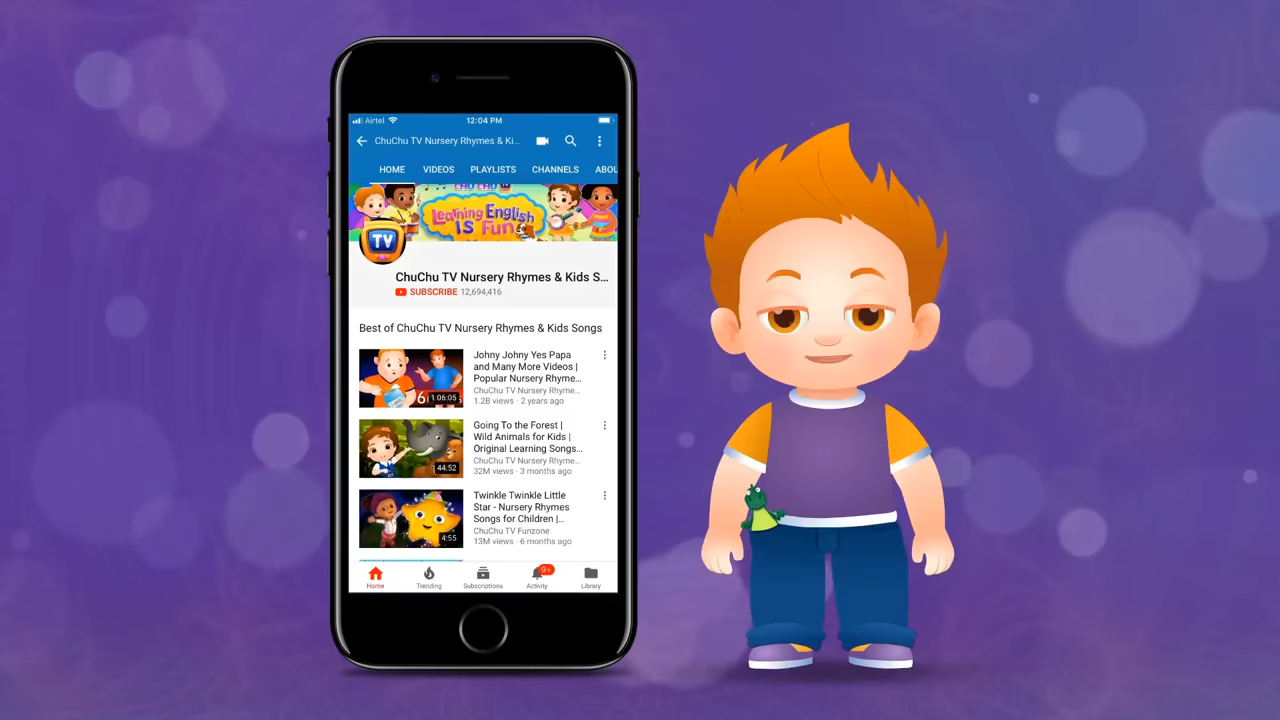 Airtel 12:04 PM
ChuChu TV Nursery Rhymes & Ki...
HOME VIDEOS PLAYLISTS CHANNELS ABOU
CHU CHU TV
Learning English
IS Fun
TV
ChuChu TV Nursery Rhymes & Kids S...
SUBSCRIBE 12,694,416
Best of ChuChu TV Nursery Rhymes & Kids Songs
Johny Johny Yes Papa
and Many More Videos |
Popular Nursery Rhyme...
ChuChu TV Nursery Rhyme...
1.2B views · 2 years ago
1:06:05
Going To the Forest |
Wild Animals for Kids |
Original Learning Songs...
ChuChu TV Nursery Rhyme...
32M views · 3 months ago
44:52
Twinkle Twinkle Little
Star - Nursery Rhymes
Songs for Children |...
ChuChu TV Funzone
13M views · 6 months ago
4:55
9+
Home Trending Subscriptions Activity Library